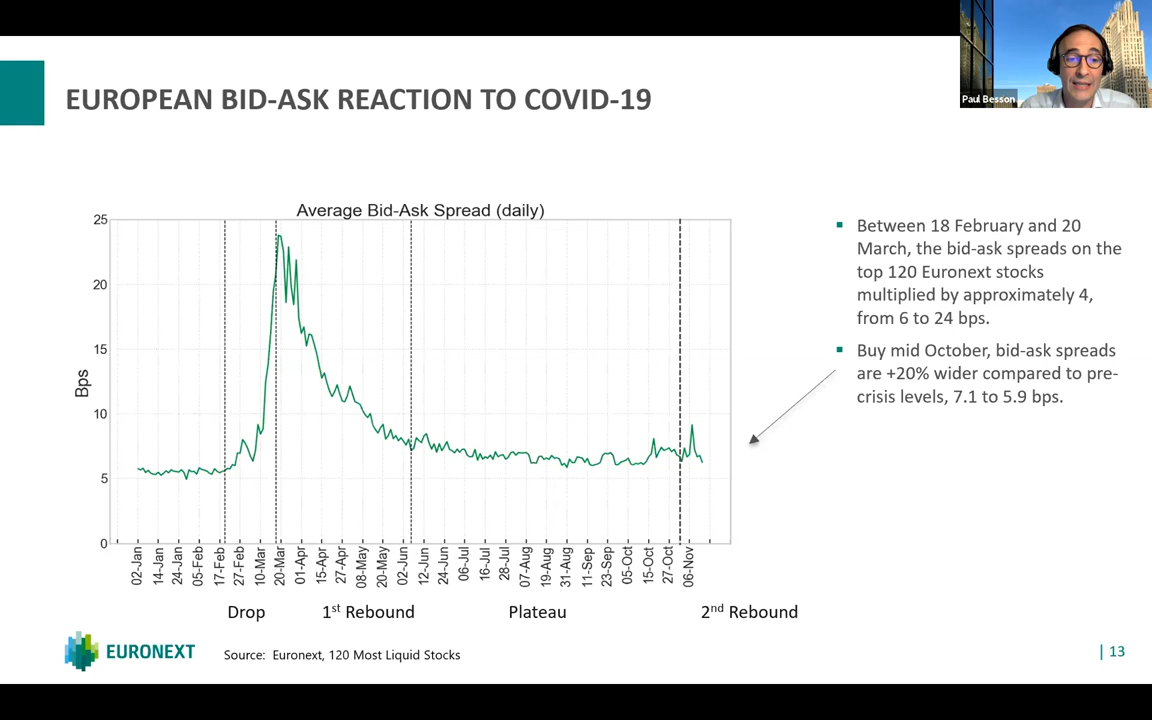 Paul Besson
EUROPEAN BID-ASK REACTION TO COVID-19
Average Bid-Ask Spread (daily)
25
20
15
10
5
0
Bps
02-Jan
14-Jan
24-Jan
05-Feb
17-Feb
27-Feb
10-Mar
20-Mar
01-Apr
15-Apr
27-Apr
08-May
20-May
02-Jun
12-Jun
24-Jun
06-Jul
16-Jul
28-Jul
07-Aug
19-Aug
31-Aug
11-Sep
23-Sep
05-Oct
15-Oct
27-Oct
06-Nov
Drop
1st Rebound
Plateau
2nd Rebound
Between 18 February and 20
March, the bid-ask spreads on the
top 120 Euronext stocks
multiplied by approximately 4,
from 6 to 24 bps.
Buy mid October, bid-ask spreads
are +20% wider compared to pre-
crisis levels, 7.1 to 5.9 bps.
EURONEXT
Source: Euronext, 120 Most Liquid Stocks
| 13